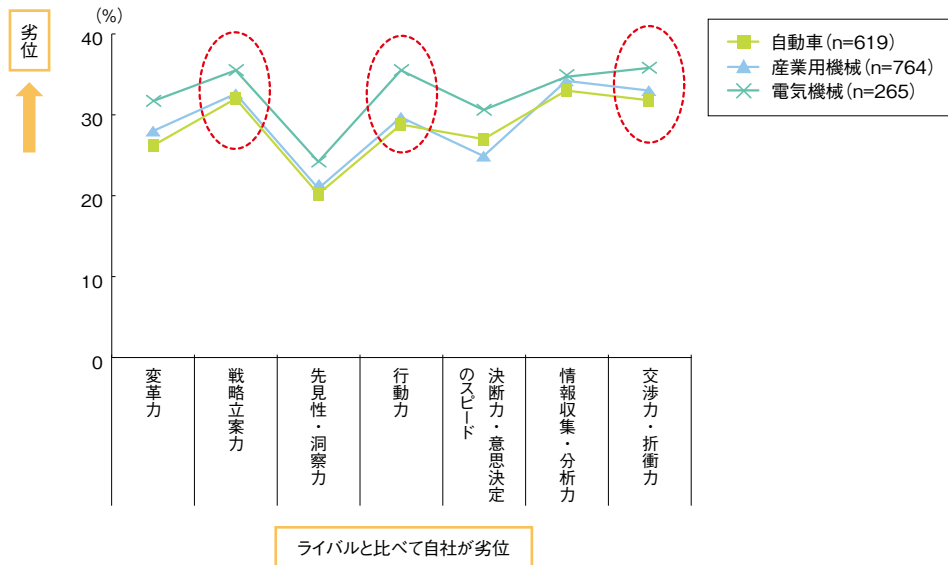 劣位
(%)
40
30
20
10
0
自動車(n=619)
産業用機械(n=764)
電気機械(n=265)
変革力
戦略立案力
先見性・洞察力
行動力
決断力・意思決定
のスピード
情報収集・分析力
交渉力・折衝力
ライバルと比べて自社が劣位